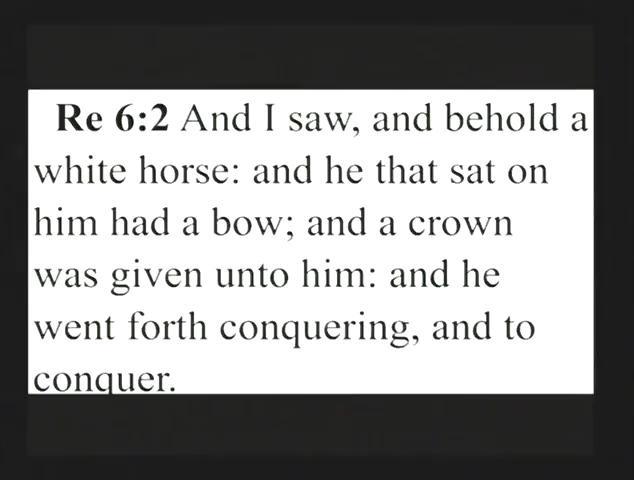 Re 6:2 And I saw, and behold a
white horse: and he that sat on
him had a bow; and a crown
was given unto him: and he
went forth conquering, and to
conquer.